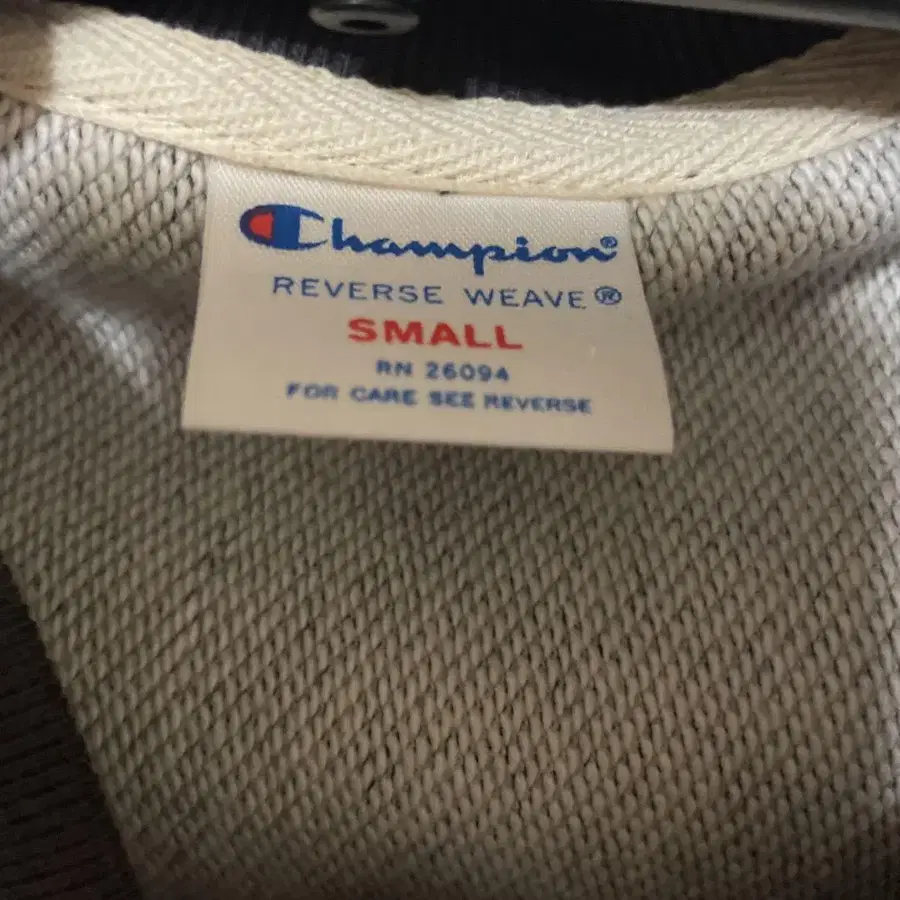 Champion®
REVERSE WEAVE®
SMALL
RN 26094
FOR CARE SEE REVERSE